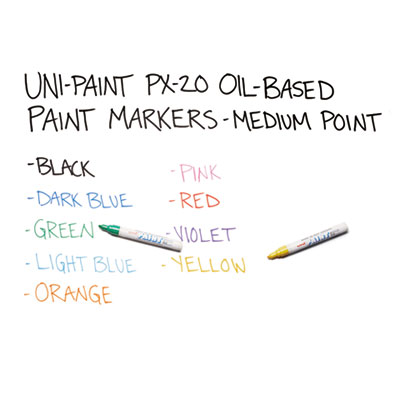 UNI-PAINT PX-20 OIL-BASED
PAINT MARKERS - MEDIUM POINT
- BLACK
- DARK BLUE
- GREEN
- LIGHT BLUE
- ORANGE
- PINK
- RED
- VIOLET
- YELLOW